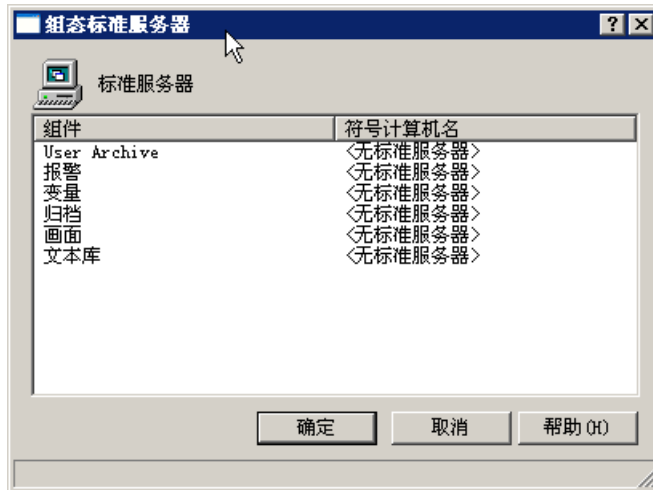 组态标准服务器
标准服务器
组件 符号计算机名
User Archive <无标准服务器>
报警 <无标准服务器>
变量 <无标准服务器>
归档 <无标准服务器>
画面 <无标准服务器>
文本库 <无标准服务器>
确定 取消 帮助(H)